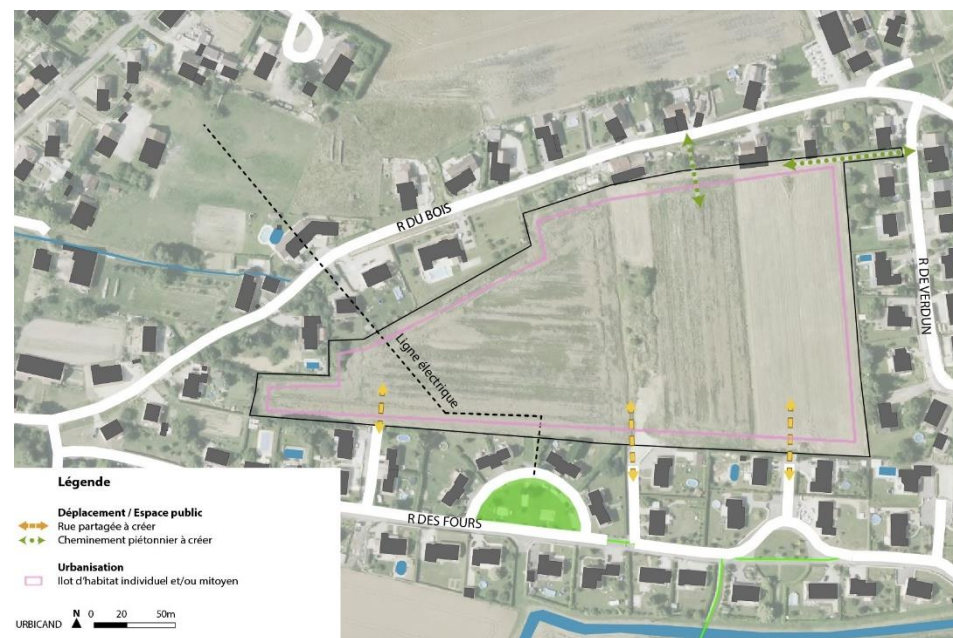 R DU BOIS
R DE VERDUN
Ligne électrique
R DES FOURS
Légende
Déplacement / Espace public
Rue partagée à créer
Cheminement piétonnier à créer
Urbanisation
Ilot d'habitat individuel et/ou mitoyen
URBICAND N 0 20 50m